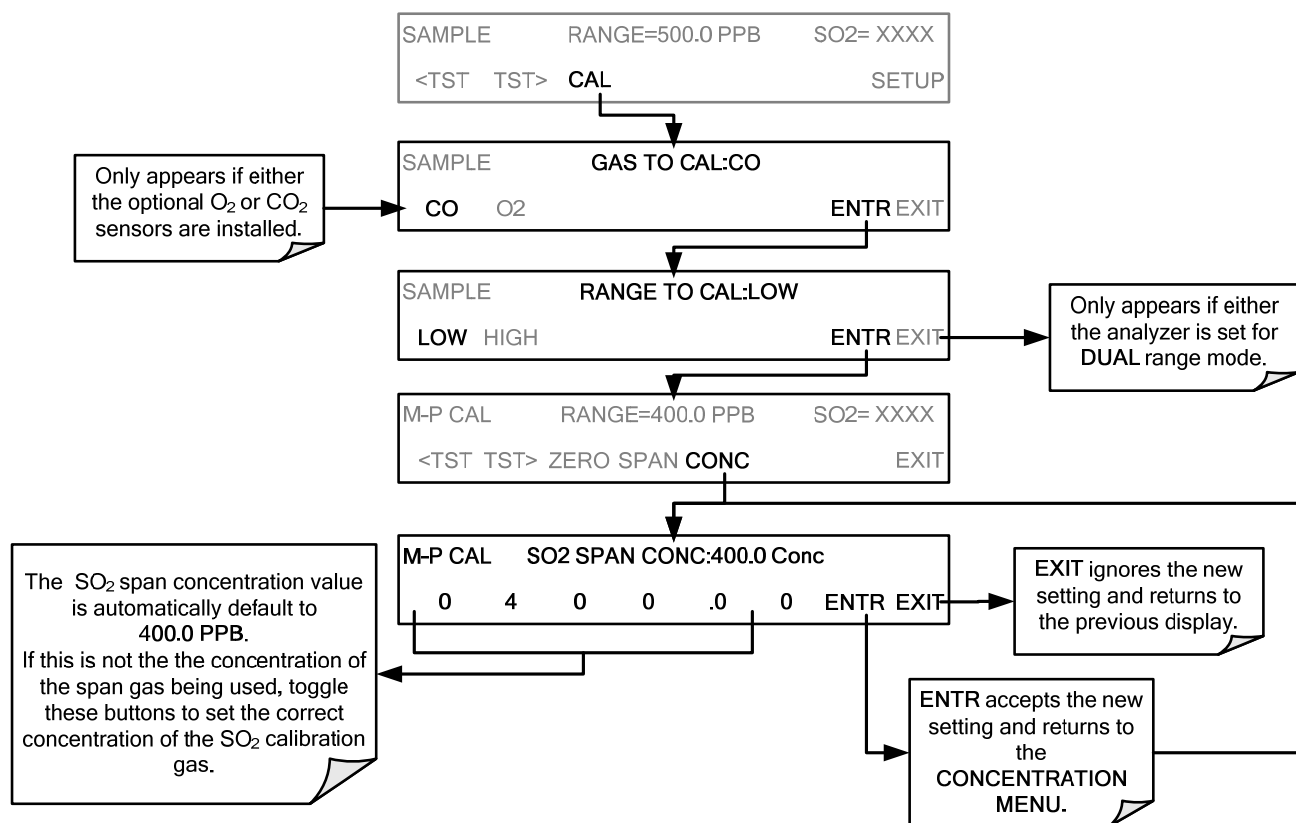 SAMPLE RANGE=500.0 PPB SO2= XXXX
<TST TST> CAL SETUP
SAMPLE GAS TO CAL:CO
CO O2 ENTR EXIT
Only appears if either
the optional O₂ or CO₂
sensors are installed.
SAMPLE RANGE TO CAL:LOW
LOW HIGH ENTR EXIT
Only appears if either
the analyzer is set for
DUAL range mode.
M-P CAL RANGE=400.0 PPB SO2= XXXX
<TST TST> ZERO SPAN CONC EXIT
M-P CAL SO2 SPAN CONC:400.0 Conc
0 4 0 0 .0 0 ENTR EXIT
The SO₂ span concentration value
is automatically default to
400.0 PPB.
If this is not the the concentration of
the span gas being used, toggle
these buttons to set the correct
concentration of the SO₂ calibration
gas.
EXIT ignores the new
setting and returns to
the previous display.
ENTR accepts the new
setting and returns to
the
CONCENTRATION
MENU.